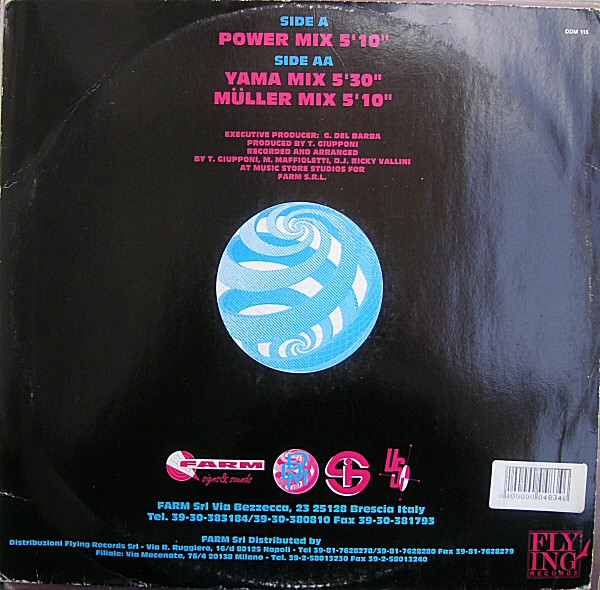 DDM 115
SIDE A
POWER MIX 5'10"
SIDE AA
YAMA MIX 5'30"
MÜLLER MIX 5'10"
EXECUTIVE PRODUCER: G. DEL BARBA
PRODUCED BY T. GIUPPONI
RECORDED AND ARRANGED
BY T. GIUPPONI, M. MAFFIOLETTI, D.J. RICKY VALLINI
AT MUSIC STORE STUDIOS FOR
FARM S.R.L.
FARM
signs & sounds
FARM Srl Via Bezzecca, 23 25128 Brescia Italy
Tel. 39-30-383184/39-30-380810 Fax 39-30-381793
FARM Srl Distributed by
Distribuzioni Flying Records Srl - Via R. Ruggiero, 16/d 80125 Napoli - Tel 39-81-7628278/39-81-7628280 Fax 39-81-7628279
Filiale: Via Mecenate, 76/4 20138 Milano - Tel. 39-2-58013230 Fax 39-2-58013240
FLY
ING
RECORDS